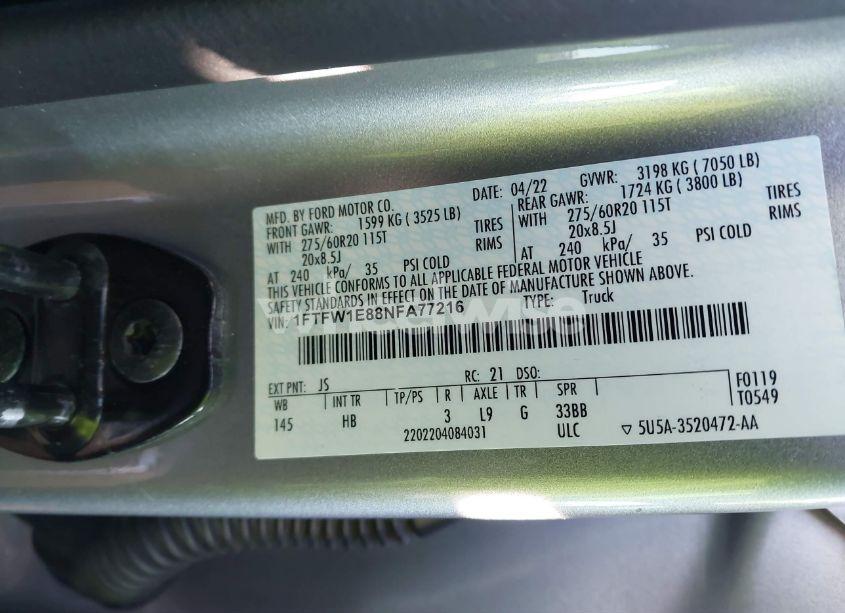 MFD. BY FORD MOTOR CO.
DATE: 04/22 GVWR: 3198 KG ( 7050 LB)
FRONT GAWR: 1599 KG ( 3525 LB) REAR GAWR: 1724 KG ( 3800 LB)
WITH 275/60R20 115T TIRES WITH 275/60R20 115T TIRES
20x8.5J RIMS 20x8.5J RIMS
AT 240 kPa/ 35 PSI COLD AT 240 kPa/ 35 PSI COLD
THIS VEHICLE CONFORMS TO ALL APPLICABLE FEDERAL MOTOR VEHICLE
SAFETY STANDARDS IN EFFECT ON THE DATE OF MANUFACTURE SHOWN ABOVE.
VIN: 1FTFW1E88NFA77216 TYPE: Truck
wheelwise
EXT PNT: JS RC: 21 DSO: F0119
WB INT TR TP/PS R AXLE TR SPR T0549
145 HB 3 L9 G 33BB
2202204084031 ULC ▽ 5U5A-3520472-AA